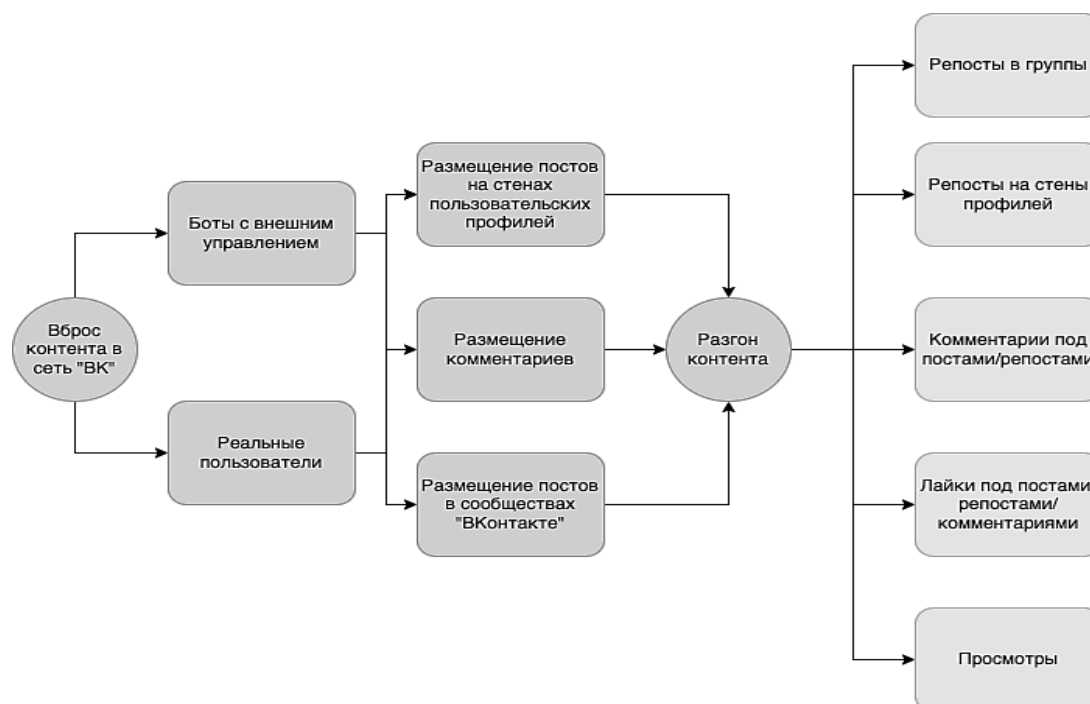 Вброс
контента в
сеть "ВК"
Боты с внешним
управлением
Реальные
пользователи
Размещение постов
на стенах
пользовательских
профилей
Размещение
комментариев
Размещение постов
в сообществах
"ВКонтакте"
Разгон
контента
Репосты в группы
Репосты на стены
профилей
Комментарии под
постами/репостами
Лайки под постами/
репостами/
комментариями
Просмотры